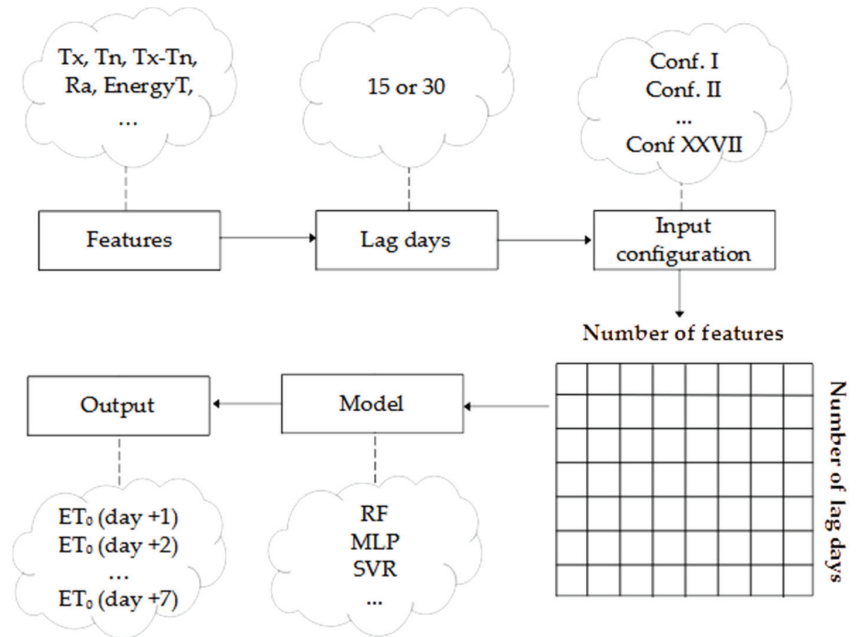 Tx, Tn, Tx-Tn,
Ra, EnergyT,
...
15 or 30
Conf. I
Conf. II
...
Conf XXVII
Features
Lag days
Input
configuration
Number of features
Number of lag days
Model
Output
RF
MLP
SVR
...
ET₀ (day +1)
ET₀ (day +2)
...
ET₀ (day +7)